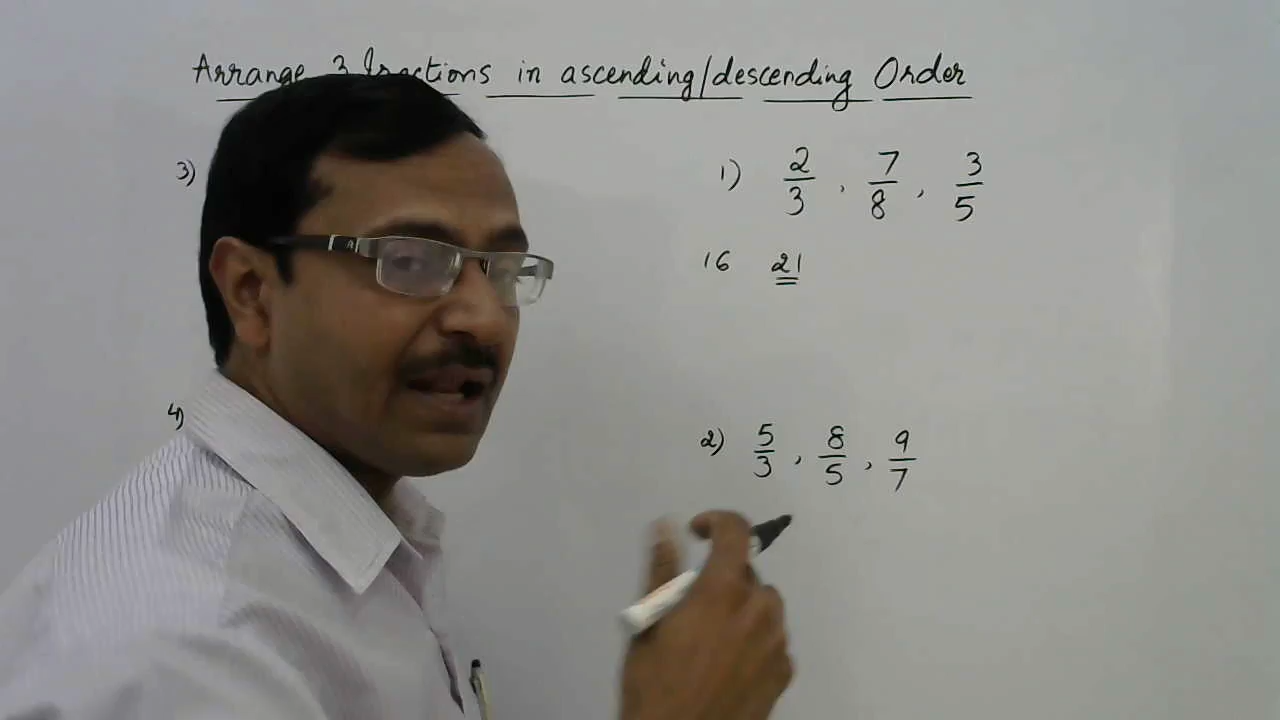 Arrange 3 fractions in ascending/descending Order
3)
1) 2/3, 7/8, 3/5
16 21
4)
2) 5/3, 8/5, 9/7